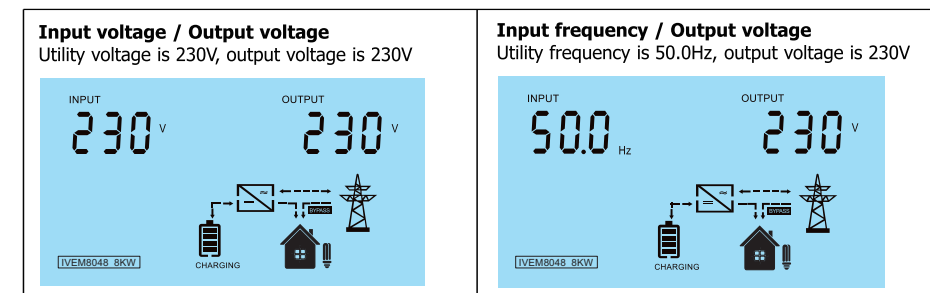 Input voltage / Output voltage
Utility voltage is 230V, output voltage is 230V
INPUT
OUTPUT
230 V
230 V
BYPASS
CHARGING
IVEM8048 8KW
Input frequency / Output voltage
Utility frequency is 50.0Hz, output voltage is 230V
INPUT
OUTPUT
50.0 Hz
230 V
BYPASS
CHARGING
IVEM8048 8KW